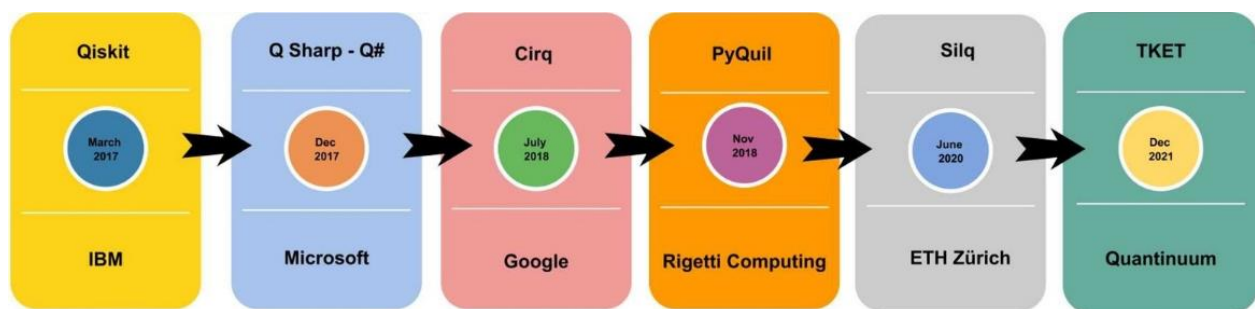 Qiskit
March
2017
IBM
Q Sharp - Q#
Dec
2017
Microsoft
Cirq
July
2018
Google
PyQuil
Nov
2018
Rigetti Computing
Silq
June
2020
ETH Zürich
TKET
Dec
2021
Quantinuum